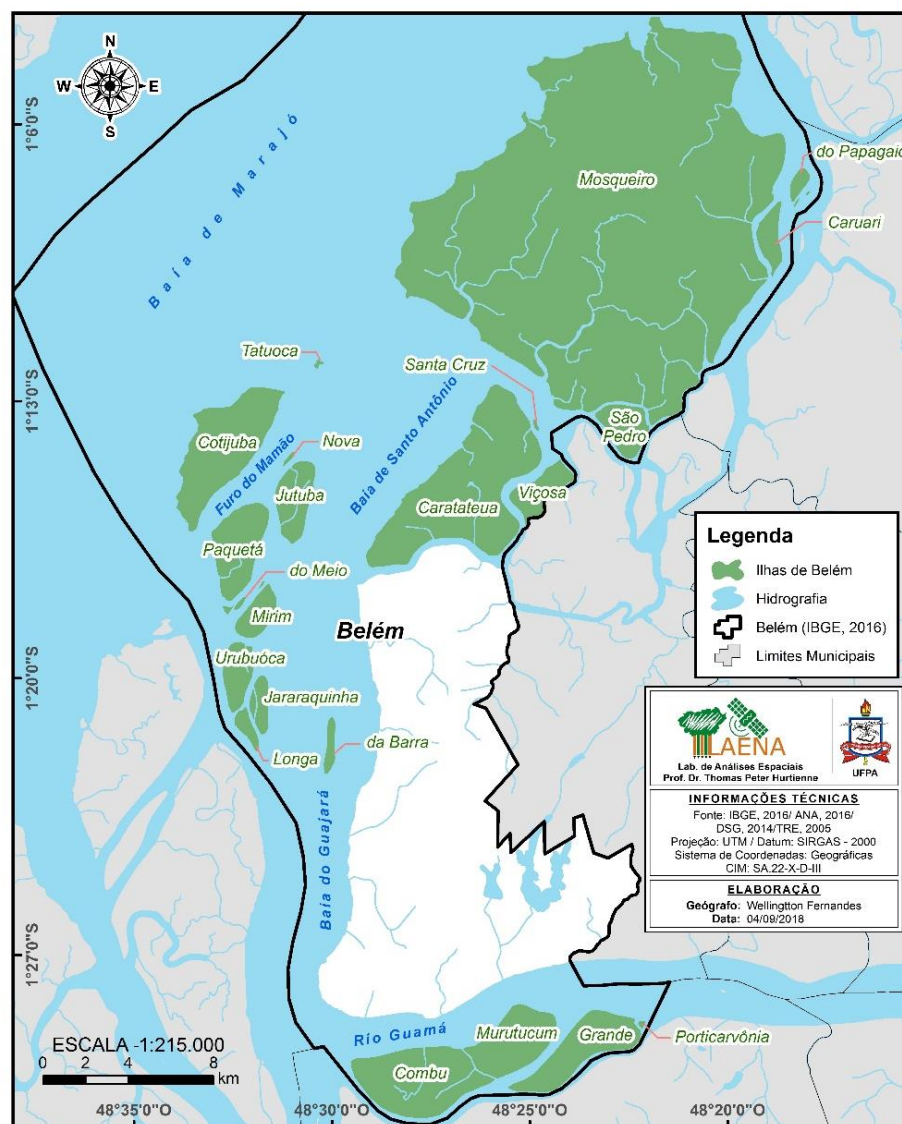 N
W
E
S
1°6'0"S
1°13'0"S
1°20'0"S
1°27'0"S
Baía de Marajó
Mosqueiro
do Papagaio
Caruari
Tatuoca
Santa Cruz
Baía de Santo Antônio
São
Pedro
Cotijuba
Furo do Mamão
Nova
Jutuba
Caratateua
Viçosa
Paquetá
do Meio
Mirim
Belém
Urubuóca
Jararaquinha
Longa
da Barra
Baía do Guajará
Rio Guamá
Murutucum
Grande
Porticarvônia
Combu
Legenda
Ilhas de Belém
Hidrografia
Belém (IBGE, 2016)
Limites Municipais
LAENA
Lab. de Análises Espaciais
Prof. Dr. Thomas Peter Hurtienne
UFPA
INFORMAÇÕES TÉCNICAS
Fonte: IBGE, 2016/ ANA, 2016/
DSG, 2014/TRE, 2005
Projeção: UTM / Datum: SIRGAS - 2000
Sistema de Coordenadas: Geográficas
CIM: SA.22-X-D-III
ELABORAÇÃO
Geógrafo: Wellingtton Fernandes
Data: 04/09/2018
ESCALA -1:215.000
0 2 4 8
km
48°35'0"O
48°30'0"O
48°25'0"O
48°20'0"O